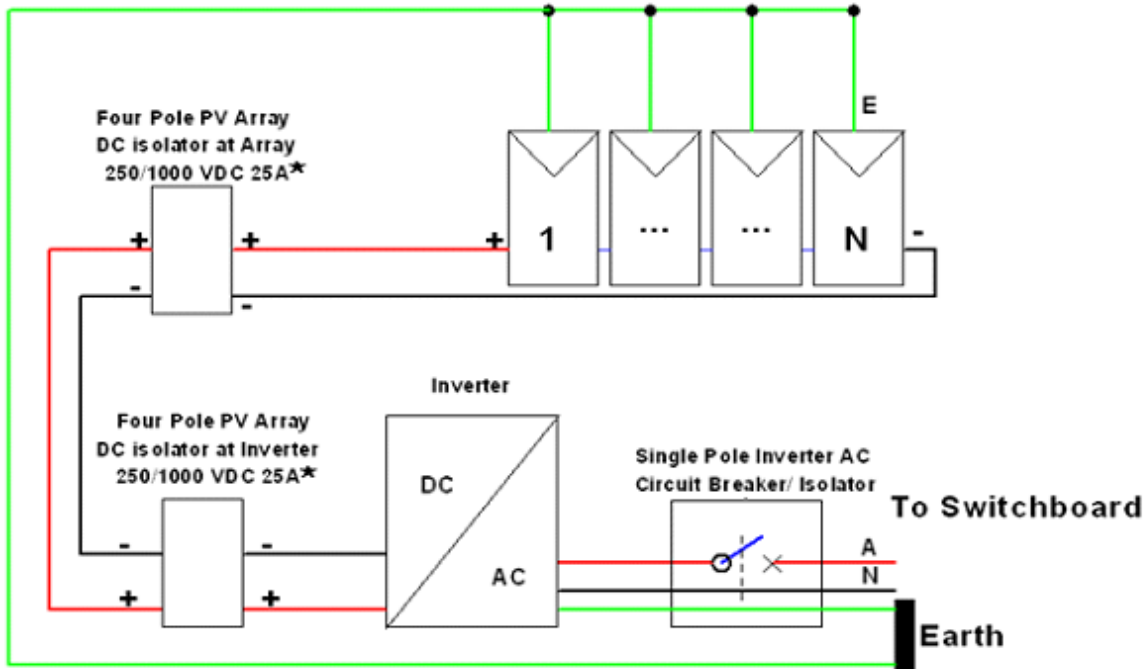 E
Four Pole PV Array
DC isolator at Array
250/1000 VDC 25A★
+ + + 1 ... ... N -
- -
Inverter
Four Pole PV Array
DC isolator at Inverter
250/1000 VDC 25A★
DC
AC
Single Pole Inverter AC
Circuit Breaker/ Isolator
To Switchboard
- -
A
N
+ +
Earth